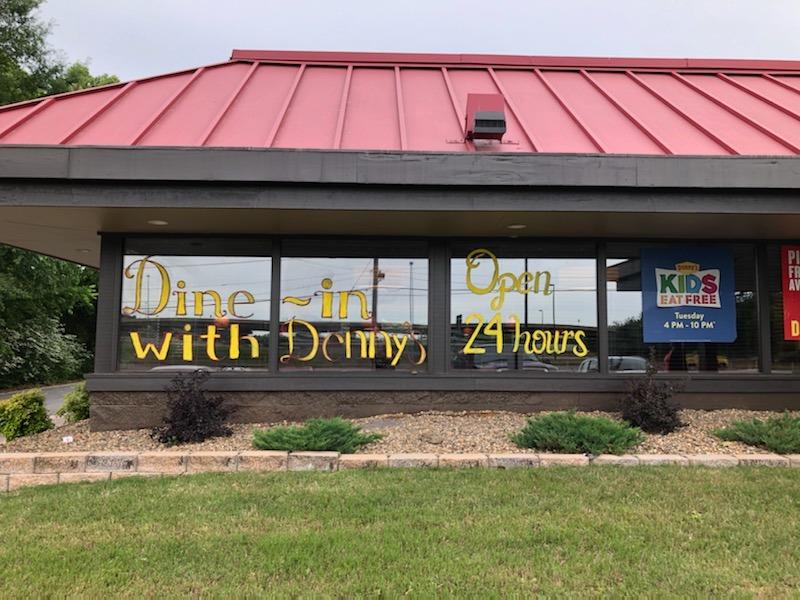 Dine-in
with Denny's
Open
24 hours
Denny's
KIDS
EAT FREE
Tuesday
4 PM - 10 PM*